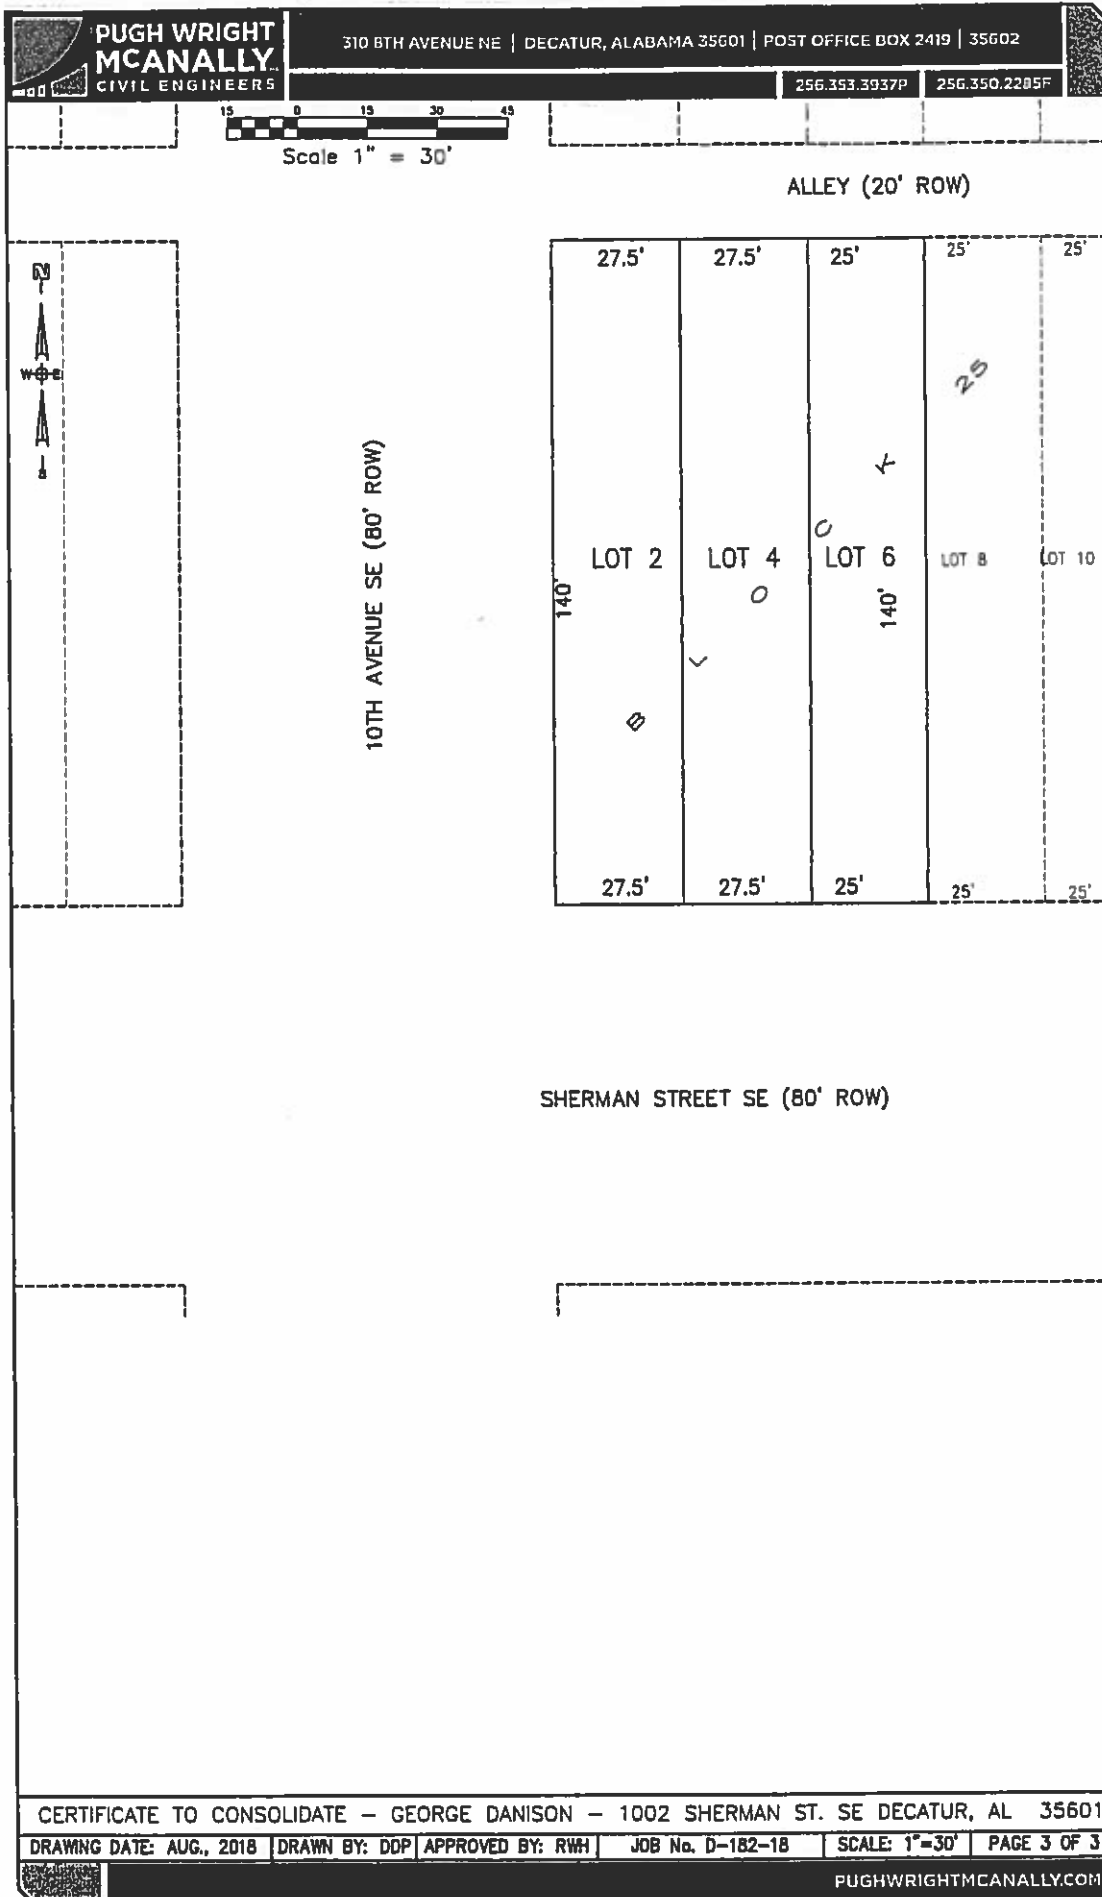 PUGH WRIGHT
MCANALLY
CIVIL ENGINEERS
310 8TH AVENUE NE | DECATUR, ALABAMA 35601 | POST OFFICE BOX 2419 | 35602
256.353.3937P
256.350.2285F
15 0 15 30 45
Scale 1" = 30'
ALLEY (20' ROW)
N
W E
S
27.5' 27.5' 25' 25' 25'
10TH AVENUE SE (80' ROW)
BLOCK 25
LOT 2 LOT 4 LOT 6 LOT 8 LOT 10
140' 140'
27.5' 27.5' 25' 25' 25'
SHERMAN STREET SE (80' ROW)
CERTIFICATE TO CONSOLIDATE – GEORGE DANISON – 1002 SHERMAN ST. SE DECATUR, AL 35601
DRAWING DATE: AUG., 2018 DRAWN BY: DDP APPROVED BY: RWH JOB No. D-182-18 SCALE: 1"=30' PAGE 3 OF 3
PUGHWRIGHTMCANALLY.COM